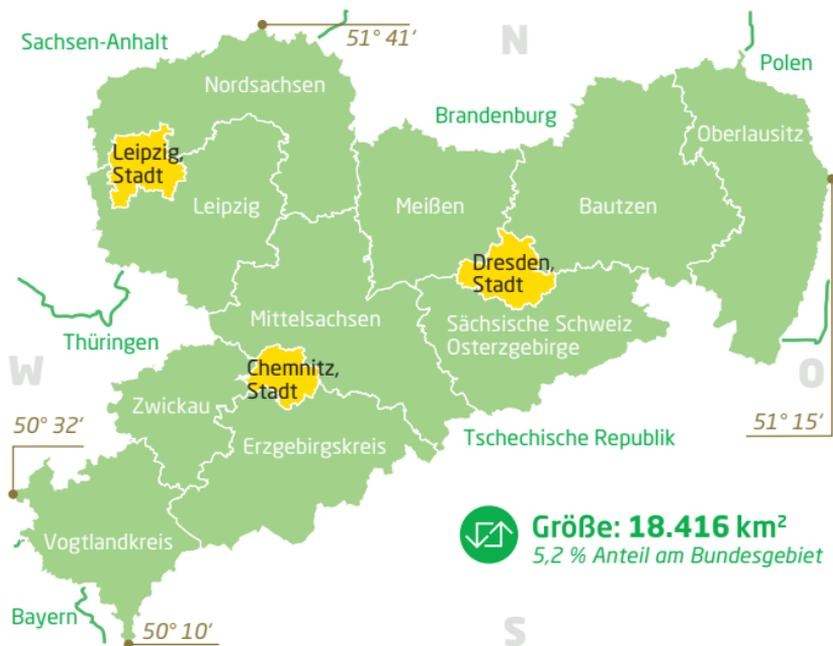 Sachsen-Anhalt
51° 41‘
N
Polen
Nordsachsen
Brandenburg
Oberlausitz
Leipzig,
Stadt
Leipzig
Meißen
Bautzen
Dresden,
Stadt
Thüringen
Mittelsachsen
Sächsische Schweiz
Osterzgebirge
W
O
Chemnitz,
Stadt
Zwickau
50° 32‘
51° 15‘
Erzgebirgskreis
Tschechische Republik
Vogtlandkreis
Größe: 18.416 km²
5,2 % Anteil am Bundesgebiet
Bayern
50° 10‘
S